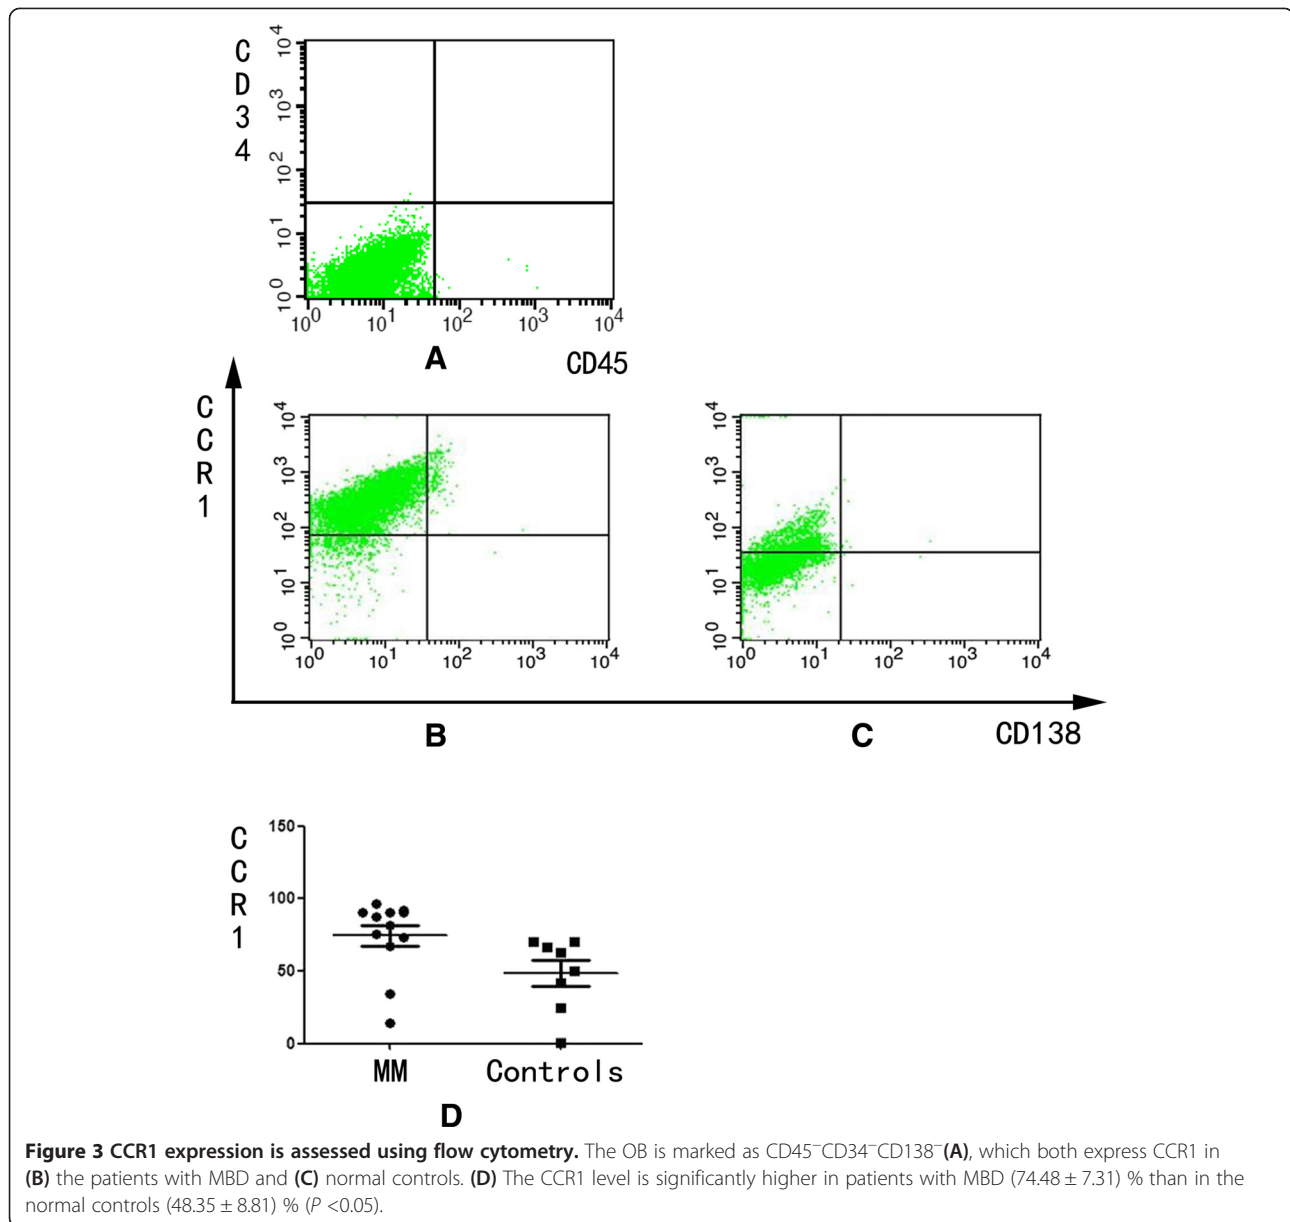 CD34
10^4
10^3
10^2
10^1
10^0
10^0 10^1 10^2 10^3 10^4
A
CD45
CCR1
10^4 10^4
10^3 10^3
10^2 10^2
10^1 10^1
10^0 10^0
10^0 10^1 10^2 10^3 10^4 10^0 10^1 10^2 10^3 10^4
B C CD138
CCR1
150
100
50
0
MM Controls
D
Figure 3 CCR1 expression is assessed using flow cytometry. The OB is marked as CD45⁻CD34⁻CD138⁻(A), which both express CCR1 in
(B) the patients with MBD and (C) normal controls. (D) The CCR1 level is significantly higher in patients with MBD (74.48 ± 7.31) % than in the
normal controls (48.35 ± 8.81) % (P <0.05).